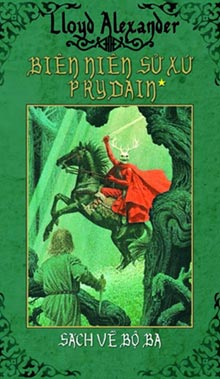 Lloyd Alexander
BIÊN NIÊN SỬ XỨ
PRYDAIN*
SÁCH VỀ BỘ BA